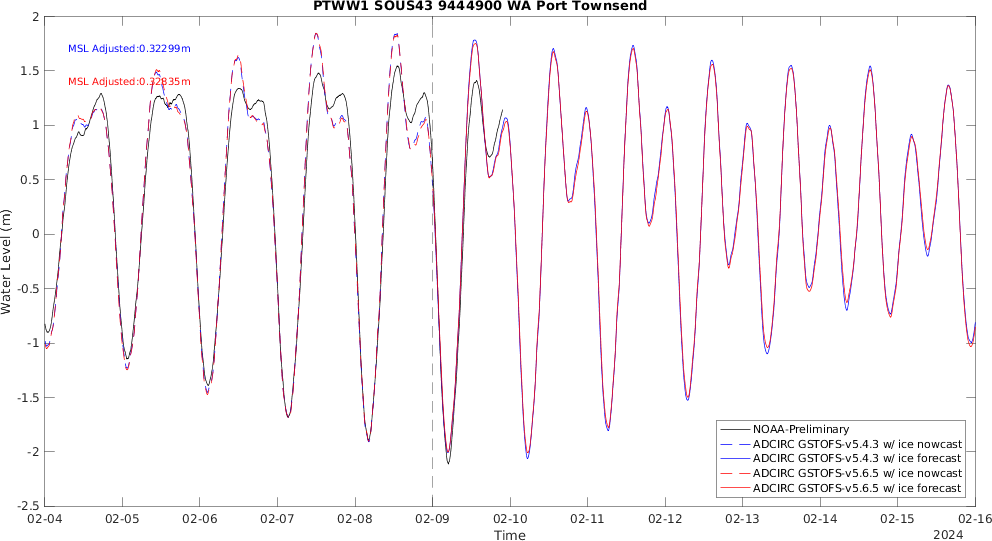 PTWW1 SOUS43 9444900 WA Port Townsend
MSL Adjusted:0.32299m
MSL Adjusted:0.32835m
Water Level (m)
2
1.5
1
0.5
0
-0.5
-1
-1.5
-2
-2.5
NOAA-Preliminary
ADCIRC GSTOFS-v5.4.3 w/ ice nowcast
ADCIRC GSTOFS-v5.4.3 w/ ice forecast
ADCIRC GSTOFS-v5.6.5 w/ ice nowcast
ADCIRC GSTOFS-v5.6.5 w/ ice forecast
02-04 02-05 02-06 02-07 02-08 02-09 02-10 02-11 02-12 02-13 02-14 02-15 02-16
Time
2024